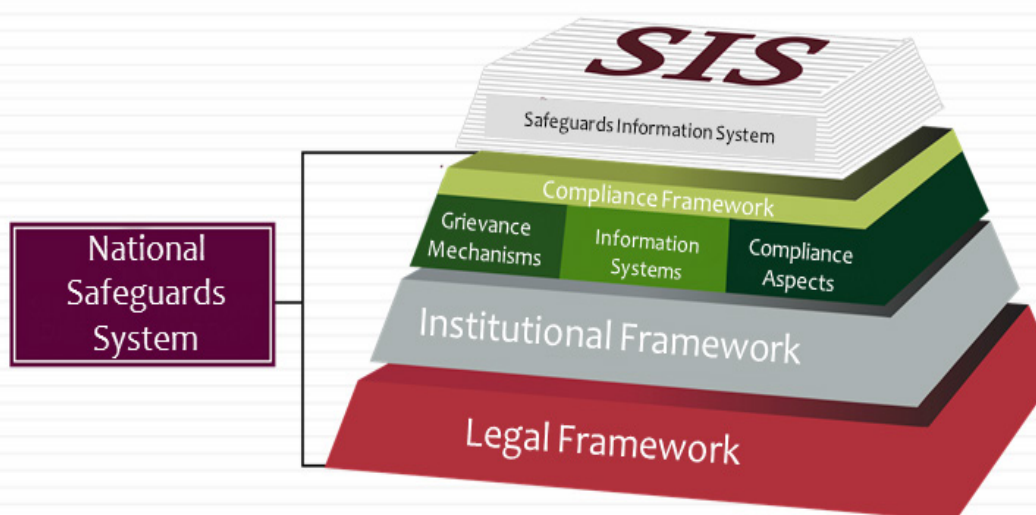 SIS
Safeguards Information System
Compliance Framework
Grievance
Mechanisms
Information
Systems
Compliance
Aspects
National
Safeguards
System
Institutional Framework
Legal Framework